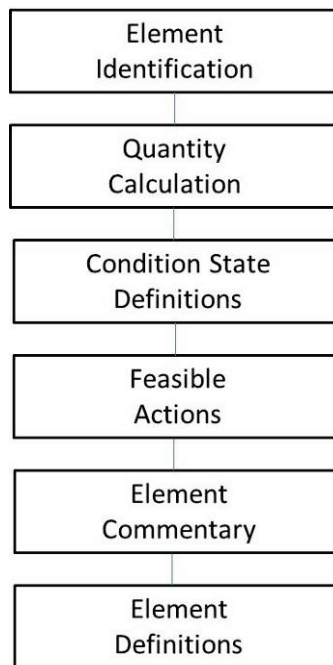 Element
Identification
Quantity
Calculation
Condition State
Definitions
Feasible
Actions
Element
Commentary
Element
Definitions